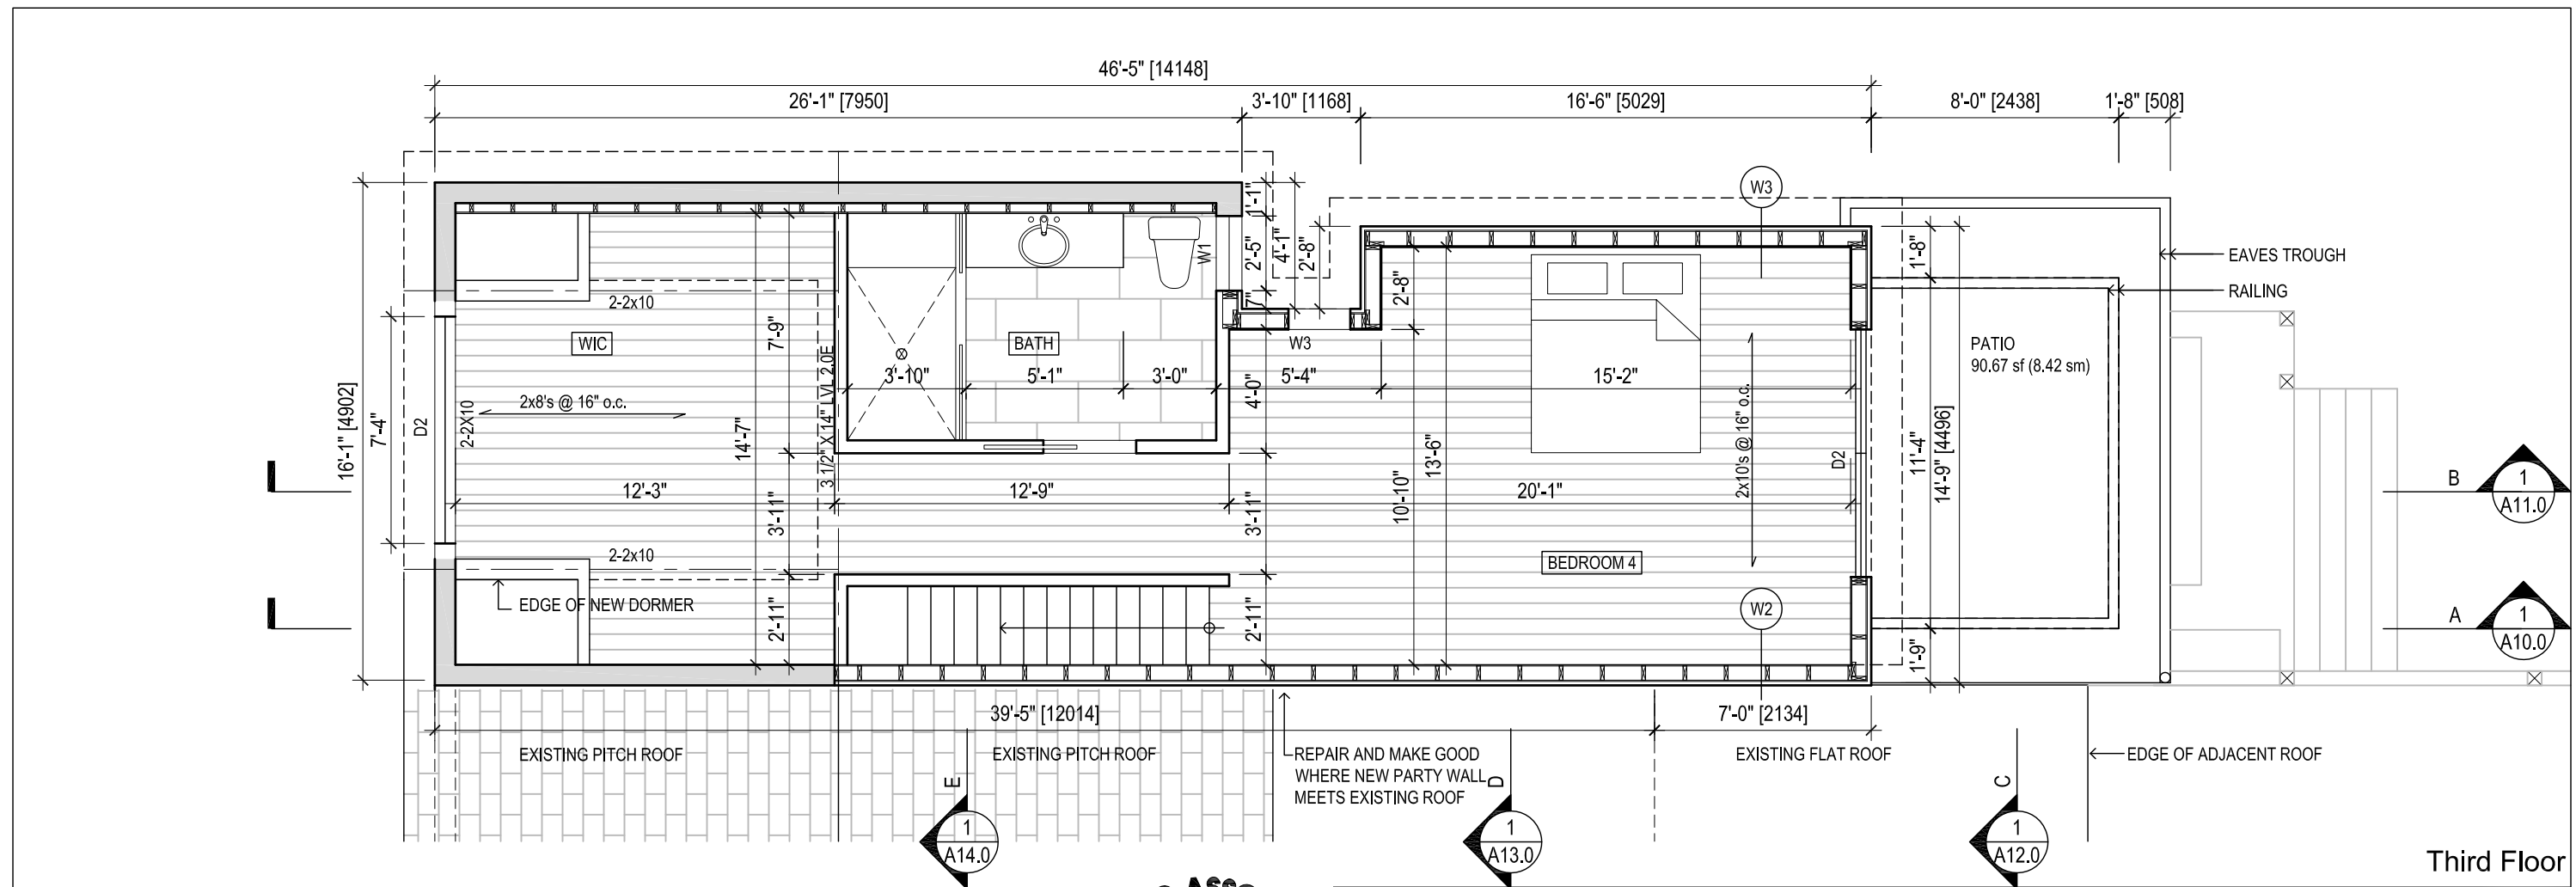 46'-5" [14148]
26'-1" [7950]
3'-10" [1168]
16'-6" [5029]
8'-0" [2438]
1'-8" [508]
1'-1"
2'-5"
4'-1"
2'-8"
7"
W1
W3
2'-8"
1'-8"
EAVES TROUGH
RAILING
2-2x10
WIC
7'-9"
BATH
W3
PATIO
90.67 sf (8.42 sm)
3'-10"
5'-1"
3'-0"
5'-4"
15'-2"
4'-0"
16'-1" [4902]
7'-4"
D2
2-2X10
2x8's @ 16" o.c.
14'-7"
3 1/2" X 14" LVL 2.0E
13'-6"
10'-10"
2x10's @ 16" o.c.
D2
11'-4"
14'-9" [4496]
12'-3"
12'-9"
20'-1"
3'-11"
3'-11"
B
1
A11.0
2-2x10
BEDROOM 4
EDGE OF NEW DORMER
2'-11"
2'-11"
W2
1'-9"
A
1
A10.0
39'-5" [12014]
7'-0" [2134]
EXISTING PITCH ROOF
EXISTING PITCH ROOF
REPAIR AND MAKE GOOD
WHERE NEW PARTY WALL
MEETS EXISTING ROOF
EXISTING FLAT ROOF
EDGE OF ADJACENT ROOF
E
1
A14.0
D
1
A13.0
C
1
A12.0
Third Floor